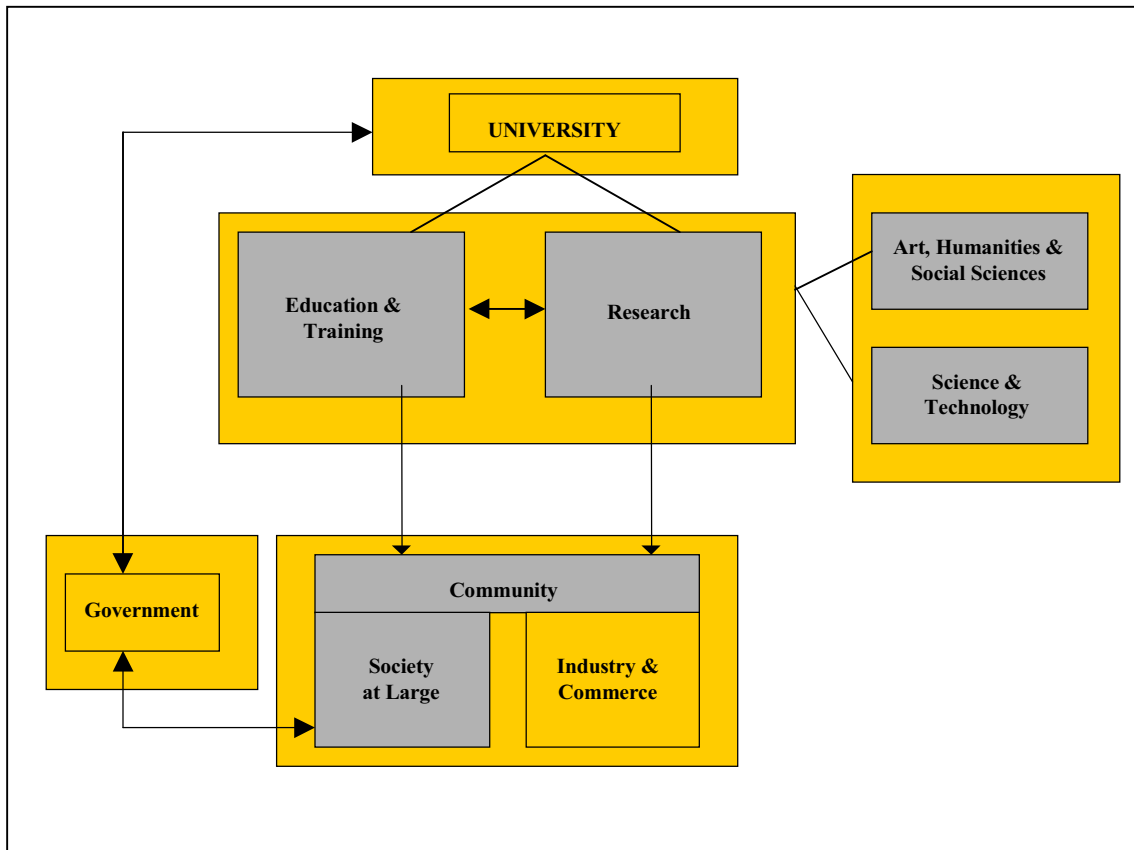 UNIVERSITY
Education &
Training
Research
Art, Humanities &
Social Sciences
Science &
Technology
Government
Community
Society
at Large
Industry &
Commerce